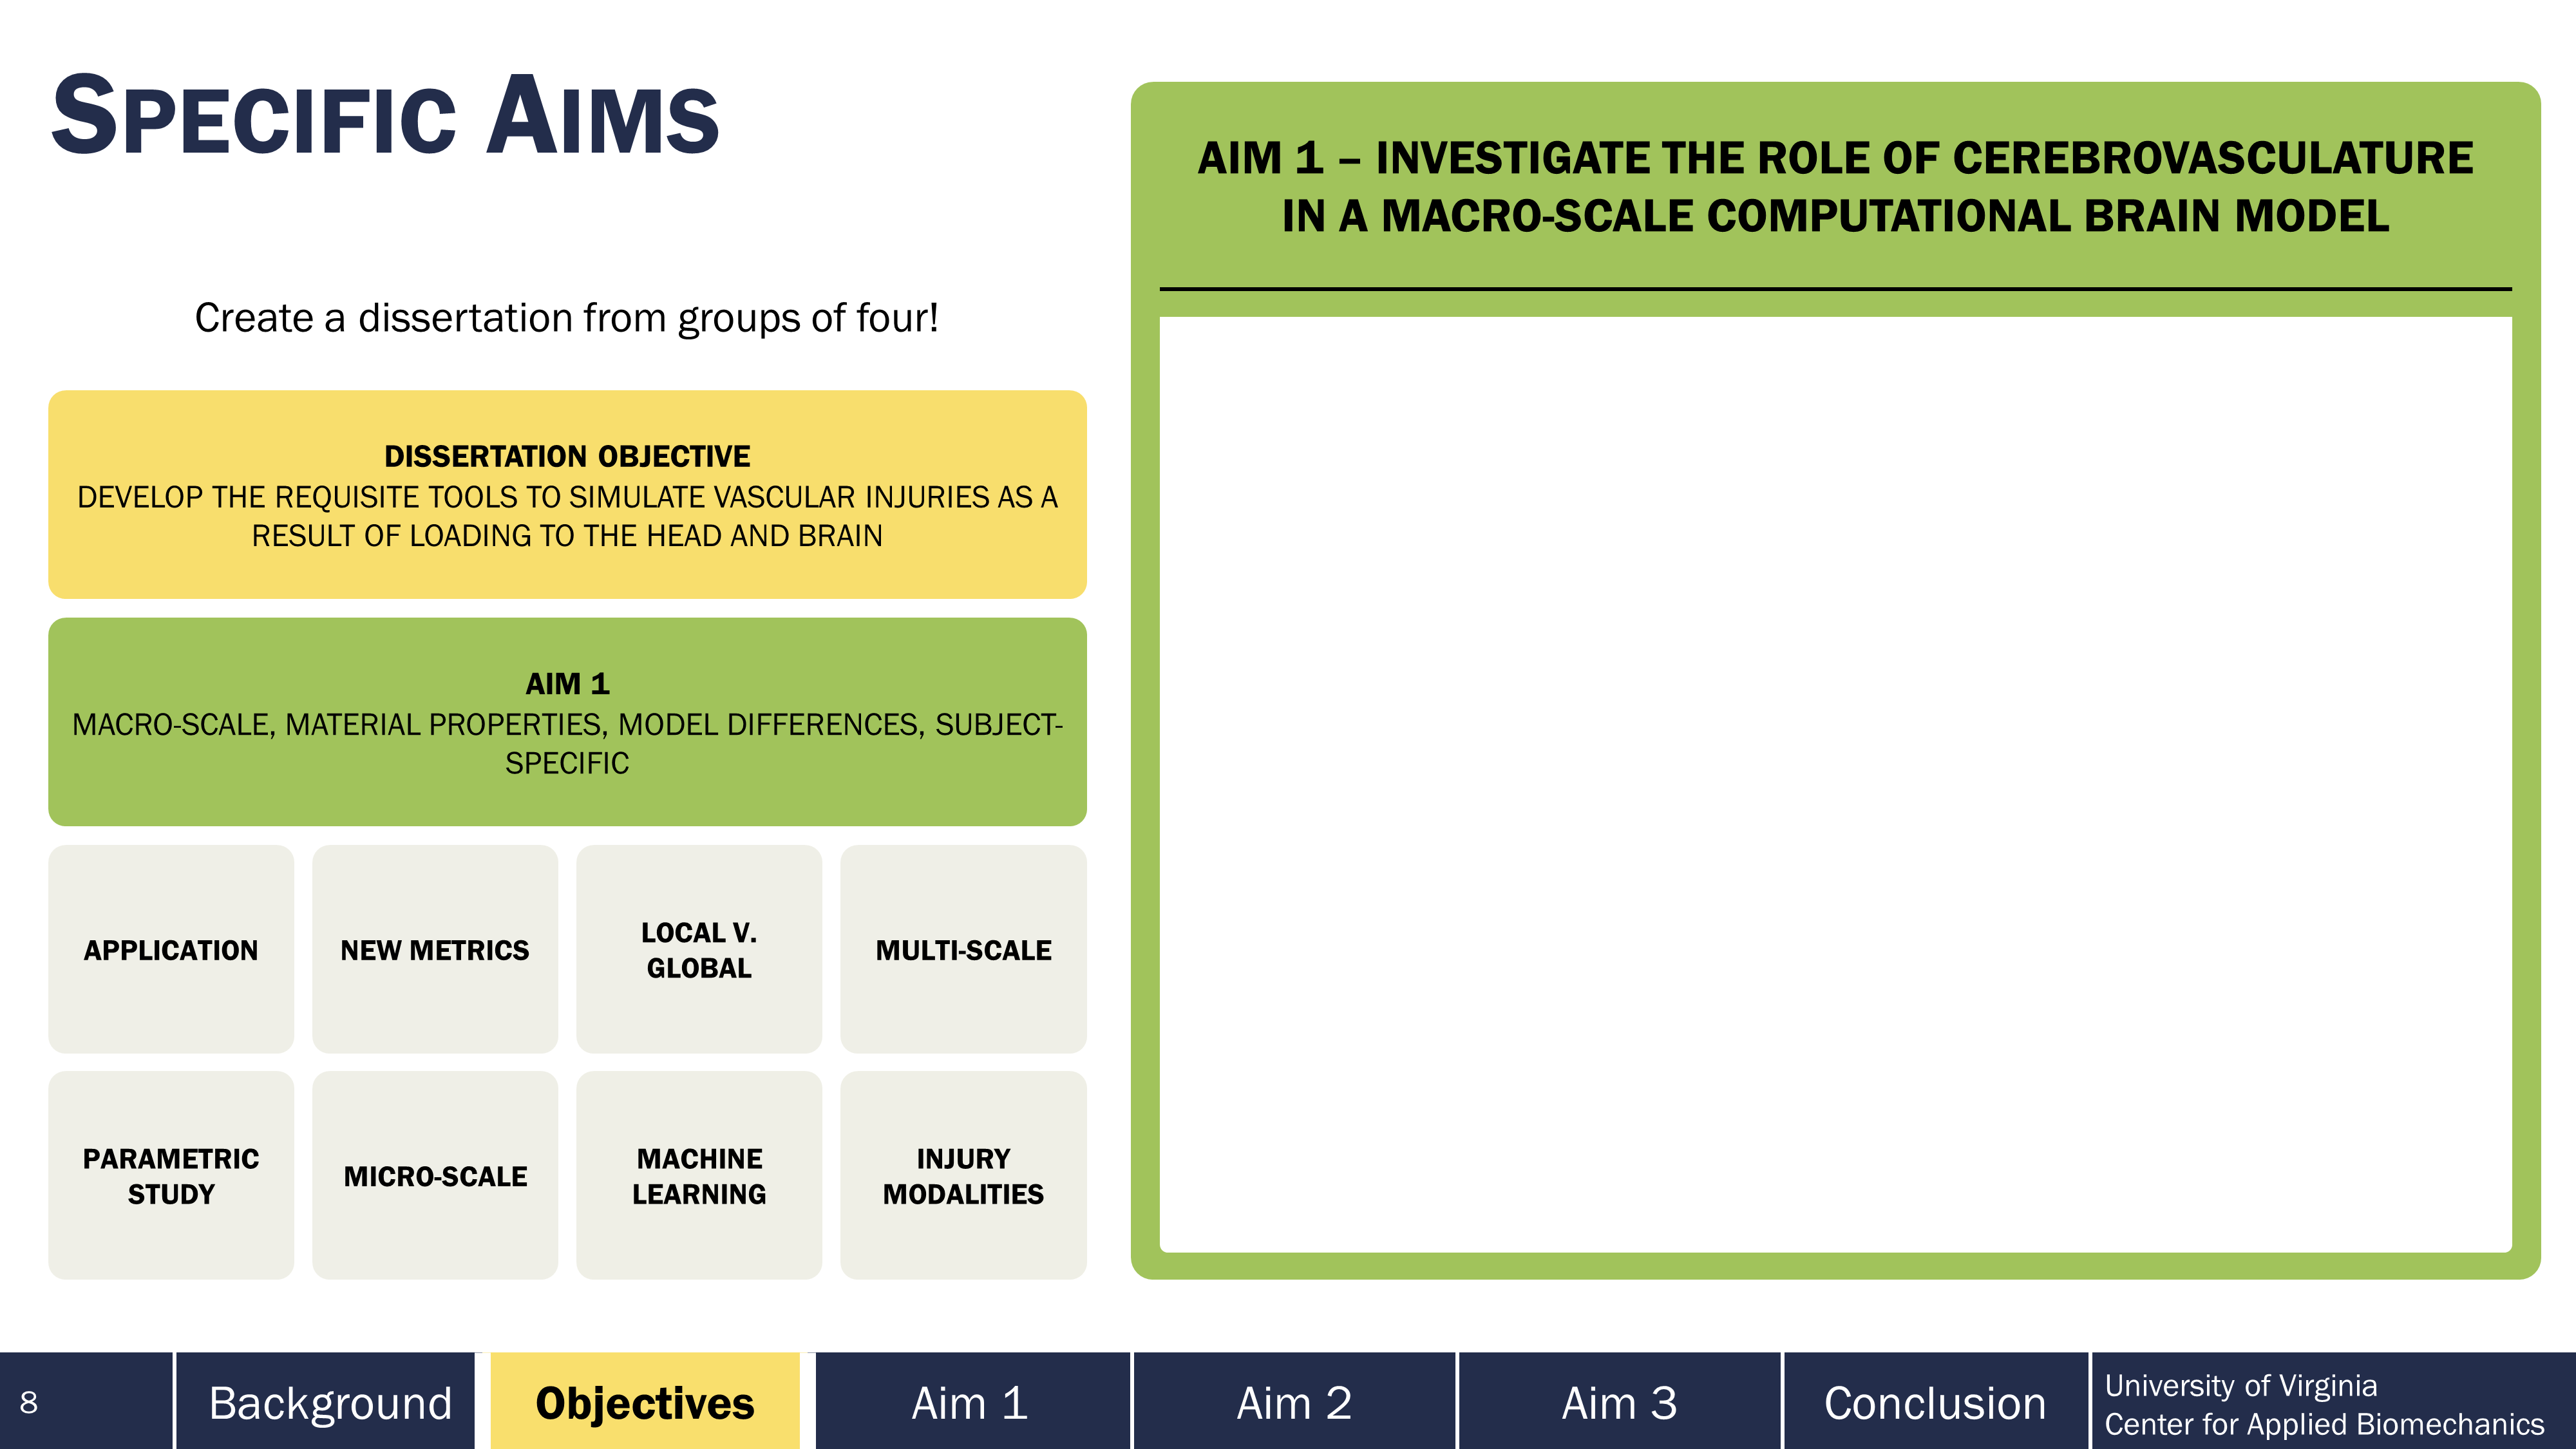 SPECIFIC AIMS
Create a dissertation from groups of four!
DISSERTATION OBJECTIVE
DEVELOP THE REQUISITE TOOLS TO SIMULATE VASCULAR INJURIES AS A
RESULT OF LOADING TO THE HEAD AND BRAIN
AIM 1
MACRO-SCALE, MATERIAL PROPERTIES, MODEL DIFFERENCES, SUBJECT-
SPECIFIC
APPLICATION
NEW METRICS
LOCAL V.
GLOBAL
MULTI-SCALE
PARAMETRIC
STUDY
MICRO-SCALE
MACHINE
LEARNING
INJURY
MODALITIES
AIM 1 – INVESTIGATE THE ROLE OF CEREBROVASCULATURE
IN A MACRO-SCALE COMPUTATIONAL BRAIN MODEL
8
Background
Objectives
Aim 1
Aim 2
Aim 3
Conclusion
University of Virginia
Center for Applied Biomechanics